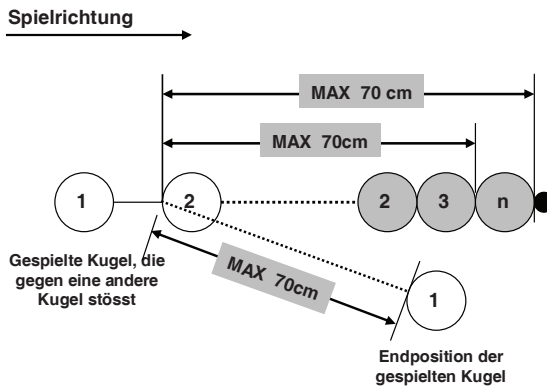 Spielrichtung
MAX 70 cm
MAX 70cm
1
2
2
3
n
Gespielte Kugel, die
gegen eine andere
Kugel stösst
MAX 70cm
1
Endposition der
gespielten Kugel